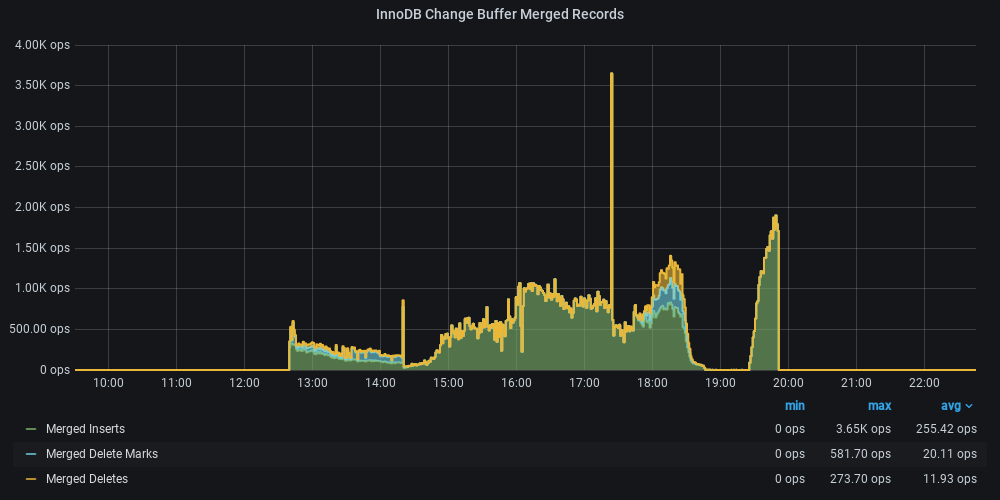 InnoDB Change Buffer Merged Records
4.00K ops
3.50K ops
3.00K ops
2.50K ops
2.00K ops
1.50K ops
1.00K ops
500.00 ops
0 ops
10:00 11:00 12:00 13:00 14:00 15:00 16:00 17:00 18:00 19:00 20:00 21:00 22:00
min max avg
Merged Inserts 0 ops 3.65K ops 255.42 ops
Merged Delete Marks 0 ops 581.70 ops 20.11 ops
Merged Deletes 0 ops 273.70 ops 11.93 ops